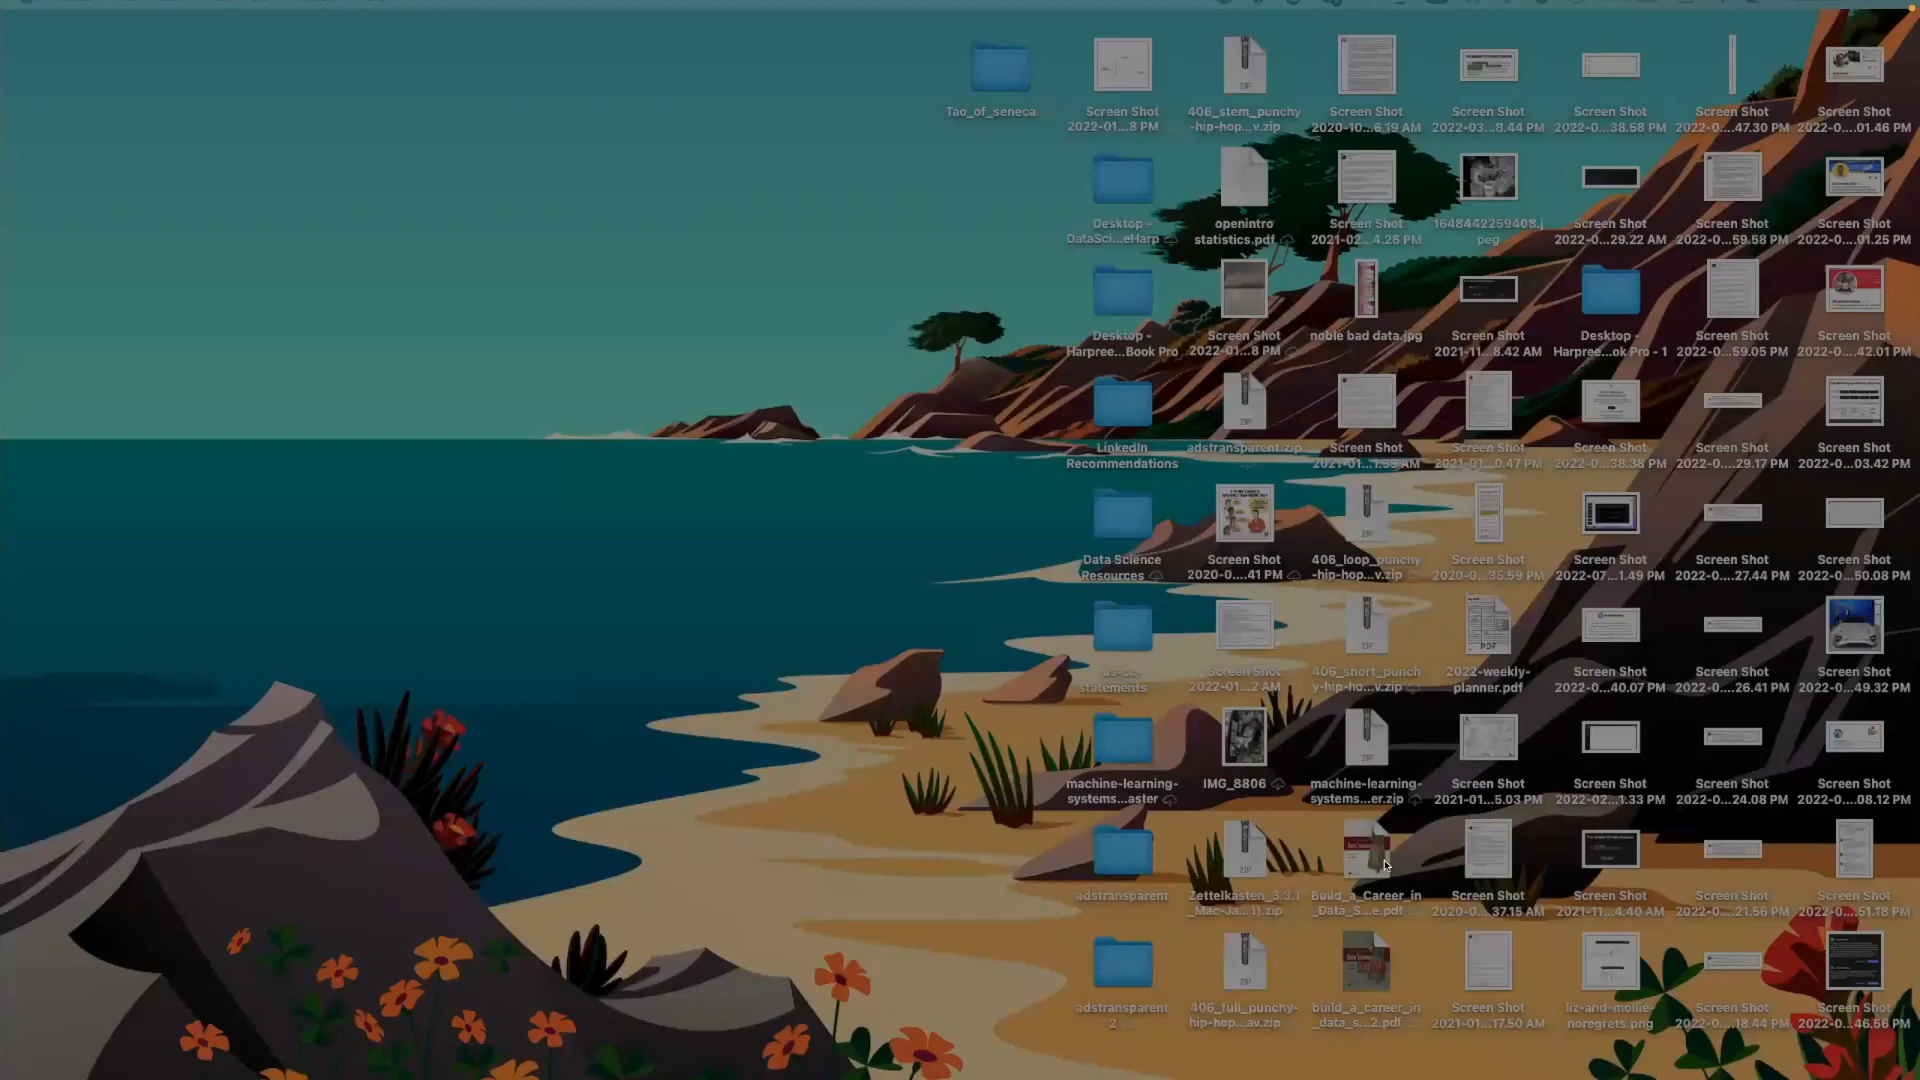 Tao_of_seneca
Screen Shot
2022-01...8 PM
406_stem_punchy
-hip-hop...v.zip
Screen Shot
2020-10...6.19 AM
Screen Shot
2022-03...8.44 PM
Screen Shot
2022-0...38.58 PM
Screen Shot
2022-0....47.30 PM
Screen Shot
2022-0....01.46 PM
Desktop -
DataSci...eHarp
openintro
statistics.pdf
Screen Shot
2021-02...4.26 PM
1648442259408.j
peg
Screen Shot
2022-0...29.22 AM
Screen Shot
2022-0...59.58 PM
Screen Shot
2022-0....01.25 PM
Desktop -
Harpree...Book Pro
Screen Shot
2022-01...8 PM
noble bad data.jpg
Screen Shot
2021-11...8.42 AM
Desktop -
Harpree...ok Pro - 1
Screen Shot
2022-0...59.05 PM
Screen Shot
2022-0....42.01 PM
LinkedIn
Recommendations
adstransparent.zip
Screen Shot
2021-01...1.59 AM
Screen Shot
2021-01...0.47 PM
Screen Shot
2022-0...38.38 PM
Screen Shot
2022-0....29.17 PM
Screen Shot
2022-0....03.42 PM
Data Science
Resources
Screen Shot
2020-0....41 PM
406_loop_punchy
-hip-hop...v.zip
Screen Shot
2020-0....35.59 PM
Screen Shot
2022-07...1.49 PM
Screen Shot
2022-0....27.44 PM
Screen Shot
2022-0....50.08 PM
statements
Screen Shot
2022-01...2 AM
406_short_punch
y-hip-ho...v.zip
PDF
2022-weekly-
planner.pdf
Screen Shot
2022-0...40.07 PM
Screen Shot
2022-0....26.41 PM
Screen Shot
2022-0....49.32 PM
machine-learning-
systems...aster
IMG_8806
machine-learning-
systems...er.zip
Screen Shot
2021-01...5.03 PM
Screen Shot
2022-02...1.33 PM
Screen Shot
2022-0....24.08 PM
Screen Shot
2022-0....08.12 PM
adstransparent
Zettelkasten_3.3.1
_Mac-Ja...1).zip
Build_a_Career_in
_Data_S...e.pdf
Screen Shot
2020-0....37.15 AM
Screen Shot
2021-11...4.40 AM
Screen Shot
2022-0....21.56 PM
Screen Shot
2022-0....51.18 PM
adstransparent
2
406_full_punchy-
hip-hop...av.zip
build_a_career_in
_data_s...2.pdf
Screen Shot
2021-01...17.50 AM
liz-and-mollie-
noregrets.png
Screen Shot
2022-0....18.44 PM
Screen Shot
2022-0....46.56 PM